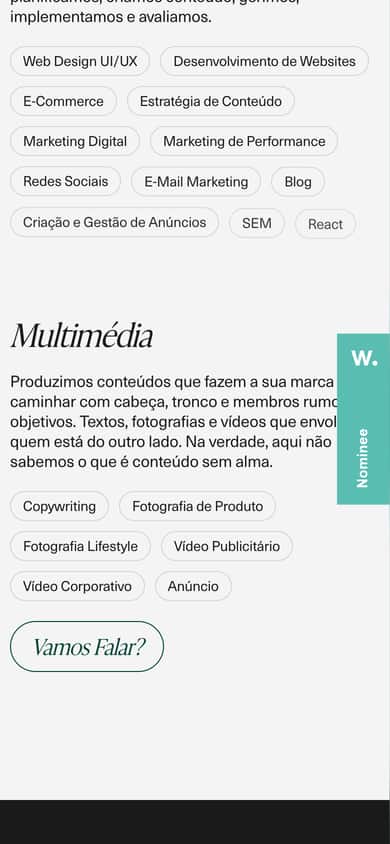 implementamos e avaliamos.
Web Design UI/UX
Desenvolvimento de Websites
E-Commerce
Estratégia de Conteúdo
Marketing Digital
Marketing de Performance
Redes Sociais
E-Mail Marketing
Blog
Criação e Gestão de Anúncios
SEM
React
Multimédia
W.
Nominee
Produzimos conteúdos que fazem a sua marca
caminhar com cabeça, tronco e membros
objetivos. Textos, fotografias e vídeos que
quem está do outro lado. Na verdade, aqui não
sabemos o que é conteúdo sem alma.
Copywriting
Fotografia de Produto
Fotografia Lifestyle
Vídeo Publicitário
Vídeo Corporativo
Anúncio
Vamos Falar?